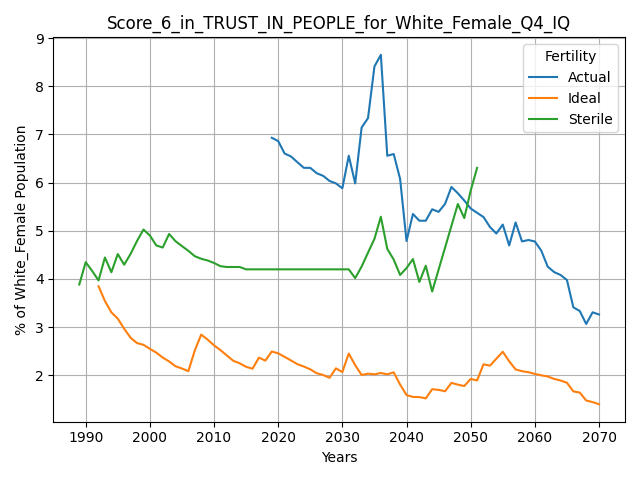 Score_6_in_TRUST_IN_PEOPLE_for_White_Female_Q4_IQ
Fertility
Actual
Ideal
Sterile
% of White_Female Population
9
8
7
6
5
4
3
2
1990 2000 2010 2020 2030 2040 2050 2060 2070
Years